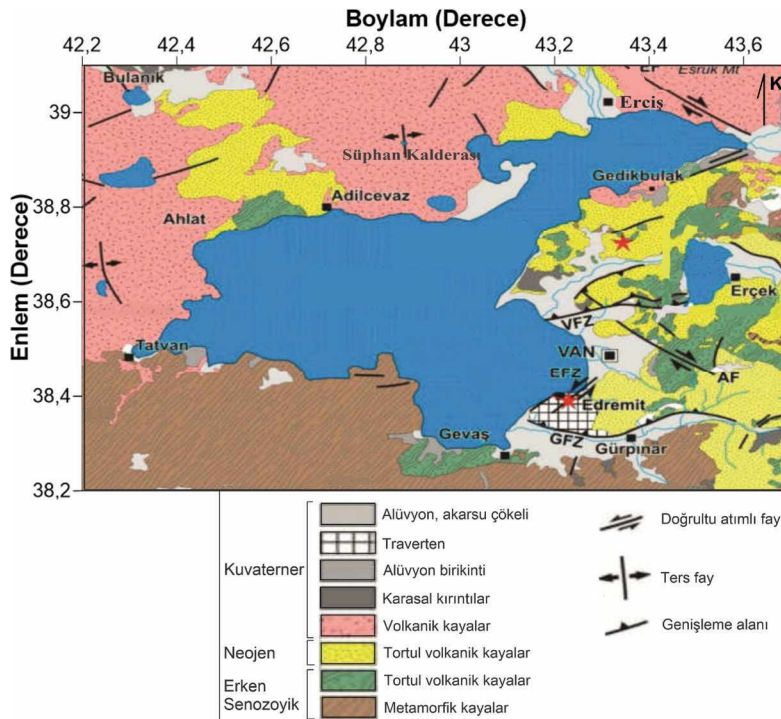 Boylam (Derece)
42,2 42,4 42,6 42,8 43 43,2 43,4 43,6
Enlem (Derece)
39
38,8
38,6
38,4
38,2
Bulanık
EF
Esruk Mt
K
Erciş
Süphan Kalderası
Gedikbulak
Adilcevaz
Ahlat
Erçek
VFZ
Tatvan
VAN
EFZ
AF
Edremit
Gevaş
GFZ
Gürpınar
Kuvaterner
Alüvyon, akarsu çökeli
Traverten
Alüvyon birikinti
Karasal kırıntılar
Volkanik kayalar
Neojen
Tortul volkanik kayalar
Erken
Senozoyik
Tortul volkanik kayalar
Metamorfik kayalar
Doğrultu atımlı fay
Ters fay
Genişleme alanı